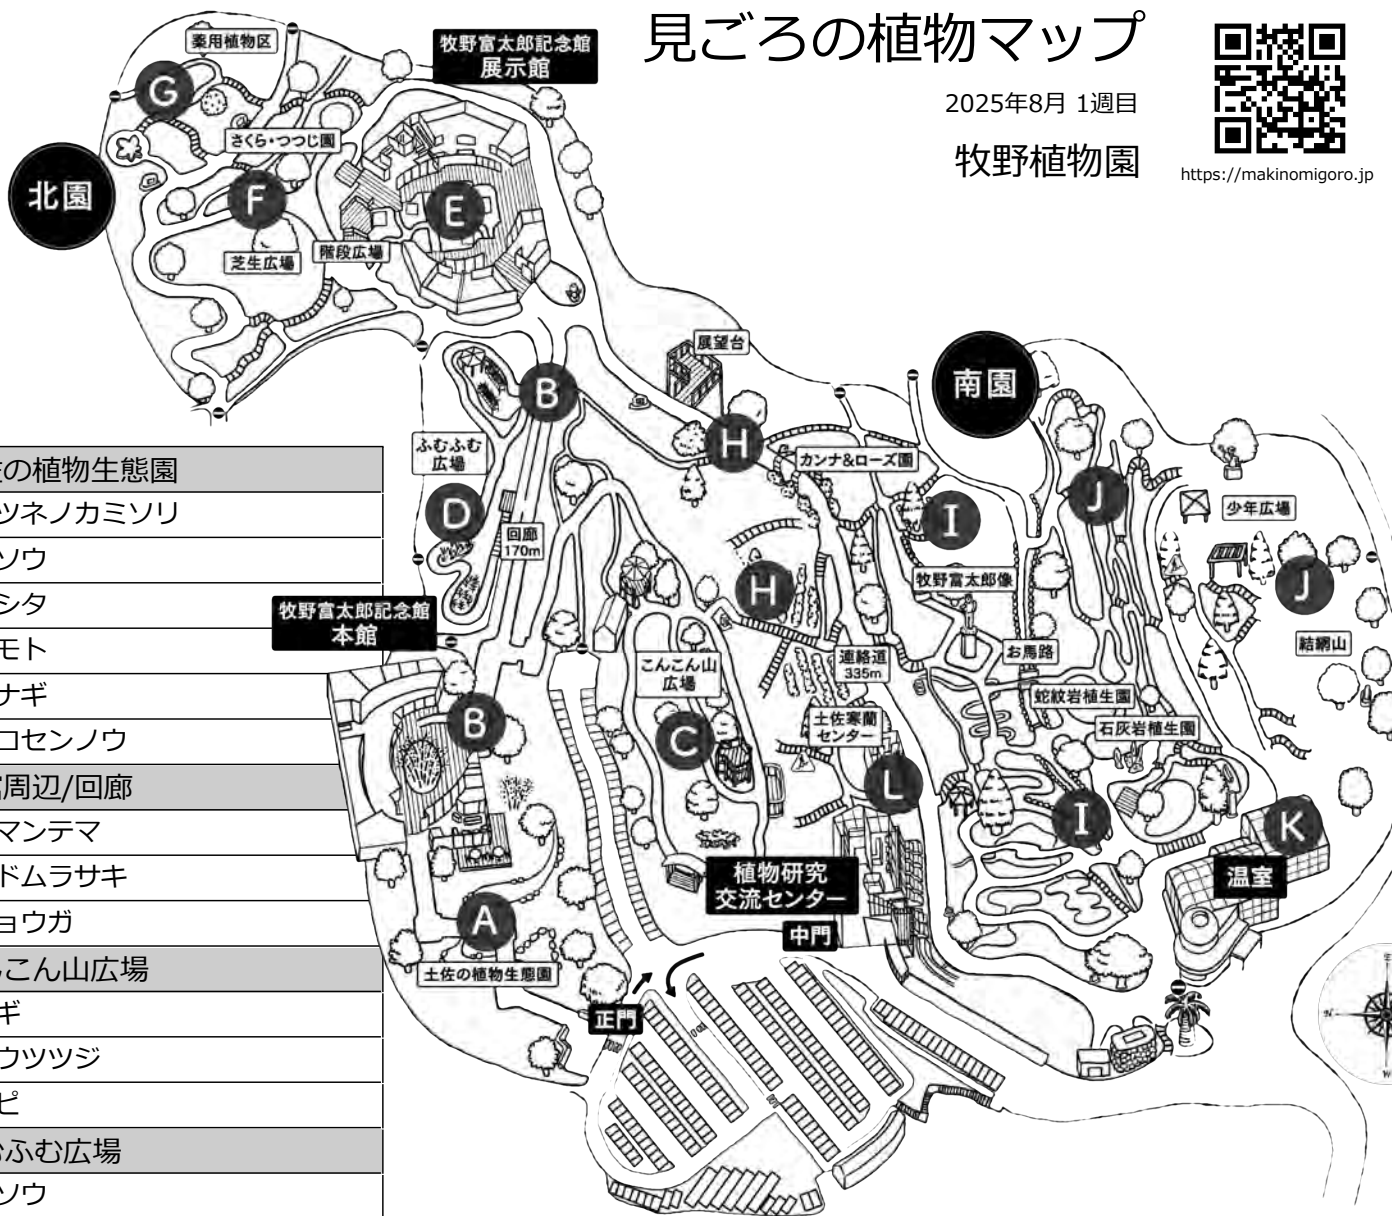 見ごろの植物マップ
2025年8月 1週目
牧野植物園
https://makinomigoro.jp
薬用植物区
牧野富太郎記念館
展示館
G
さくら・つつじ園
北園
F
E
芝生広場
階段広場
展望台
南園
B
H
ふむふむ
広場
カンナ&ローズ園
J
少年広場
D
回廊
170m
I
牧野富太郎像
H
J
牧野富太郎記念館
本館
こんこん山
広場
連絡道
335m
お馬路
結網山
蛇紋岩植生園
B
土佐寒蘭
センター
石灰岩植生園
C
L
I
K
植物研究
交流センター
温室
中門
A
土佐の植物生態園
正門
の植物生態園
ツネノカミソリ
ソウ
シタ
モト
ナギ
ロセンノウ
周辺/回廊
マンテマ
ドムラサキ
ョウガ
こん山広場
ギ
ウツツジ
ピ
ふむ広場
ソウ